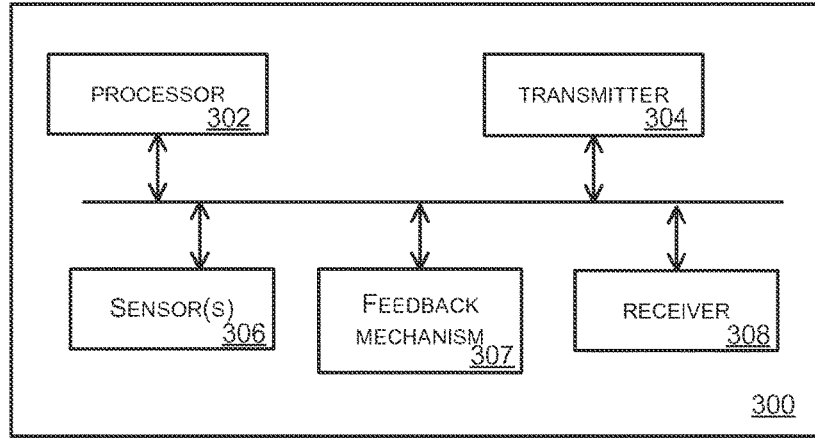 PROCESSOR
302
TRANSMITTER
304
SENSOR(S)
306
FEEDBACK
MECHANISM
307
RECEIVER
308
300